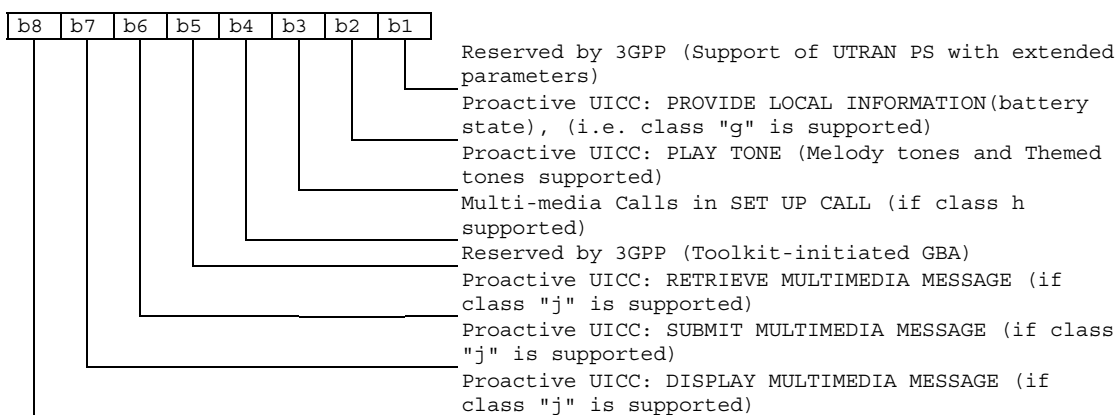 b8 b7 b6 b5 b4 b3 b2 b1
Reserved by 3GPP (Support of UTRAN PS with extended
parameters)
Proactive UICC: PROVIDE LOCAL INFORMATION(battery
state), (i.e. class "g" is supported)
Proactive UICC: PLAY TONE (Melody tones and Themed
tones supported)
Multi-media Calls in SET UP CALL (if class h
supported)
Reserved by 3GPP (Toolkit-initiated GBA)
Proactive UICC: RETRIEVE MULTIMEDIA MESSAGE (if
class "j" is supported)
Proactive UICC: SUBMIT MULTIMEDIA MESSAGE (if class
"j" is supported)
Proactive UICC: DISPLAY MULTIMEDIA MESSAGE (if
class "j" is supported)